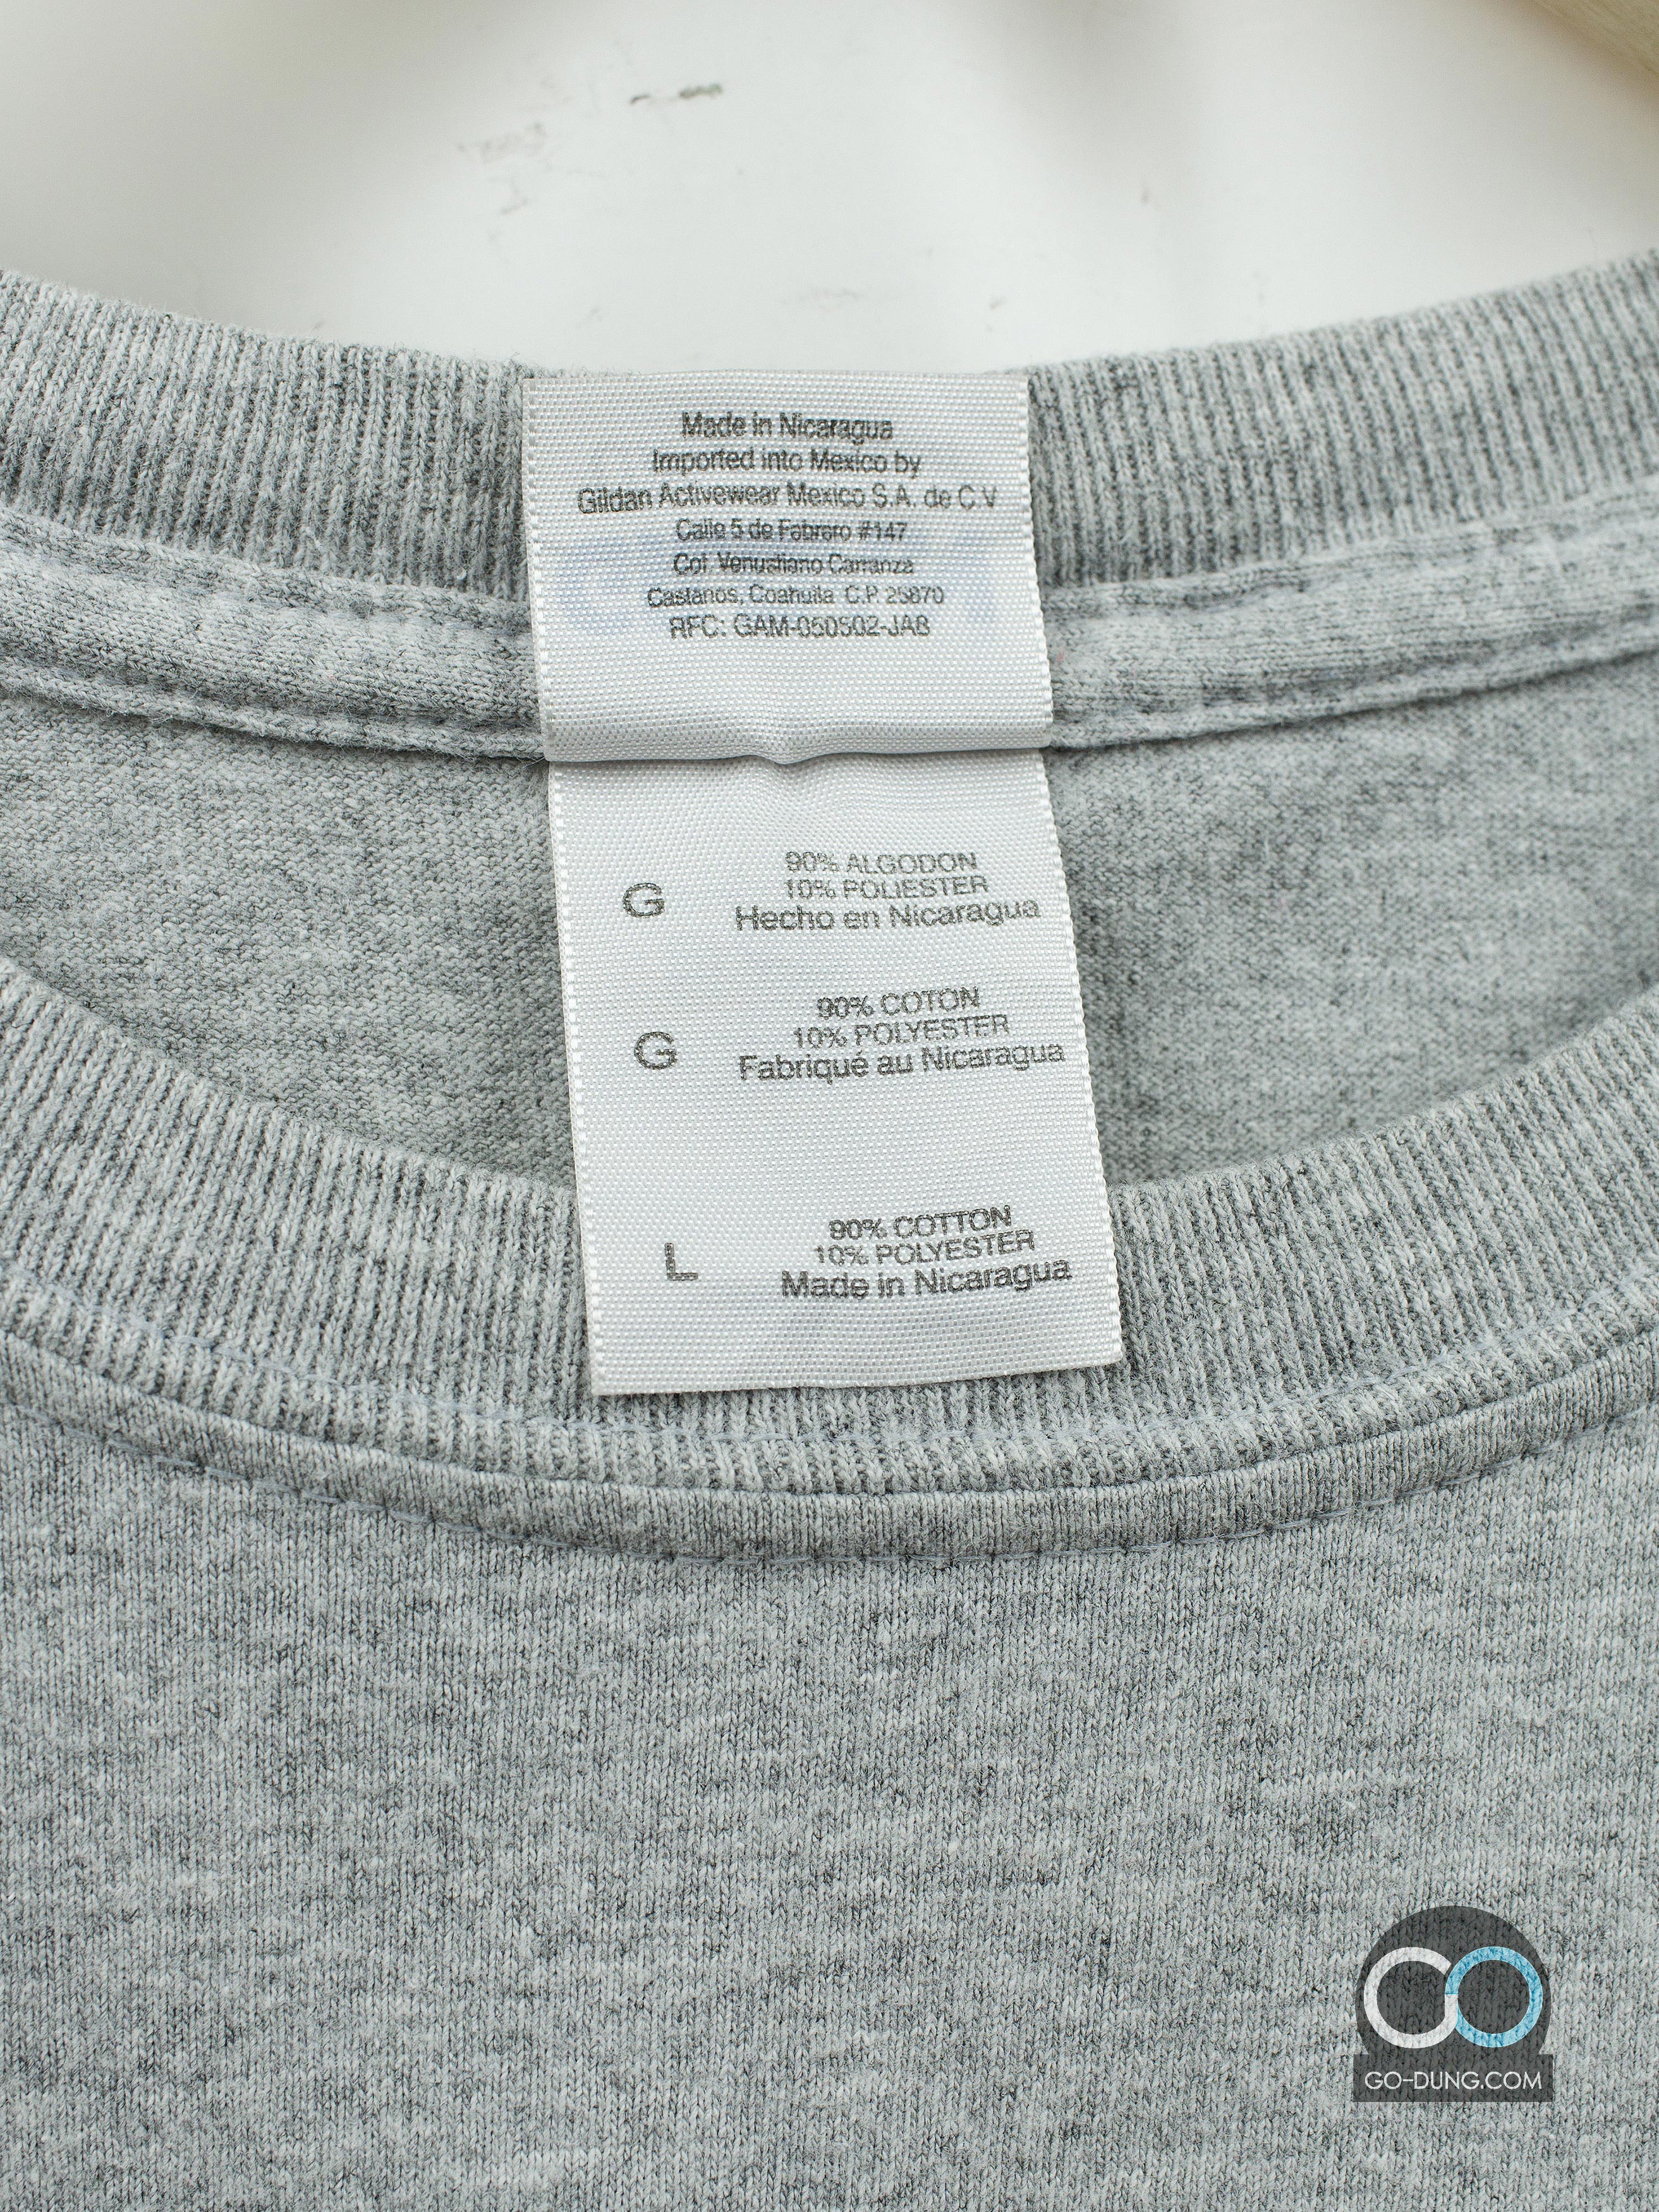 Made in Nicaragua
Imported into Mexico by
Gildan Activewear Mexico S.A. de C.V
Calle 5 de Febrero #147
Col. Venustiano Carranza
Castanos, Coahuila C.P. 25870
RFC: GAM-050502-JA8
G
90% ALGODON
10% POLIESTER
Hecho en Nicaragua
G
90% COTON
10% POLYESTER
Fabriqué au Nicaragua
L
90% COTTON
10% POLYESTER
Made in Nicaragua
GO
GO-DUNG.COM